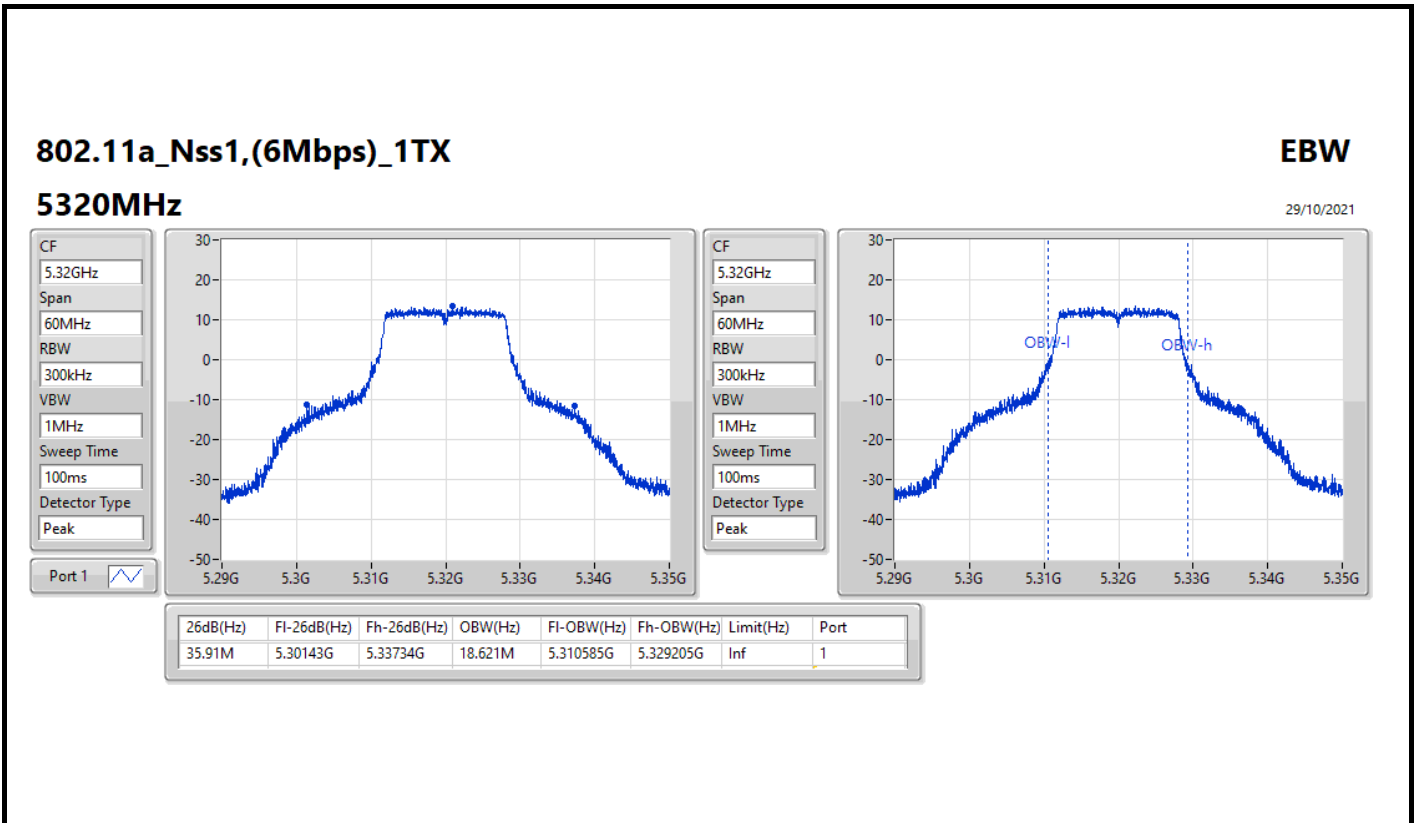 802.11a_Nss1,(6Mbps)_1TX
EBW
5320MHz
29/10/2021
CF
5.32GHz
Span
60MHz
RBW
300kHz
VBW
1MHz
Sweep Time
100ms
Detector Type
Peak
Port 1
30
20
10
0
-10
-20
-30
-40
-50
5.29G 5.3G 5.31G 5.32G 5.33G 5.34G 5.35G
CF
5.32GHz
Span
60MHz
RBW
300kHz
VBW
1MHz
Sweep Time
100ms
Detector Type
Peak
30
20
10
0
-10
-20
-30
-40
-50
OBW-l
OBW-h
5.29G 5.3G 5.31G 5.32G 5.33G 5.34G 5.35G
26dB(Hz) Fl-26dB(Hz) Fh-26dB(Hz) OBW(Hz) Fl-OBW(Hz) Fh-OBW(Hz) Limit(Hz) Port
35.91M 5.30143G 5.33734G 18.621M 5.310585G 5.329205G Inf 1